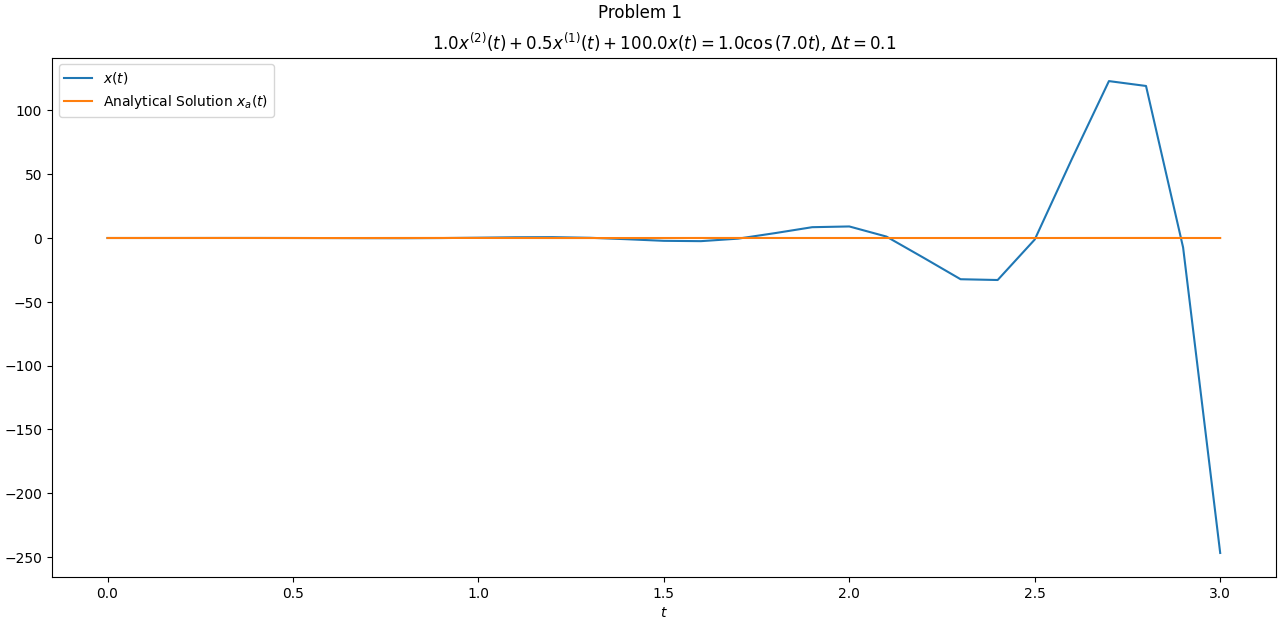 Problem 1
1.0x^{(2)}(t) + 0.5x^{(1)}(t) + 100.0x(t) = 1.0cos (7.0t), Δt = 0.1
x(t)
Analytical Solution x_a(t)
100
50
0
−50
−100
−150
−200
−250
0.0 0.5 1.0 1.5 2.0 2.5 3.0
t